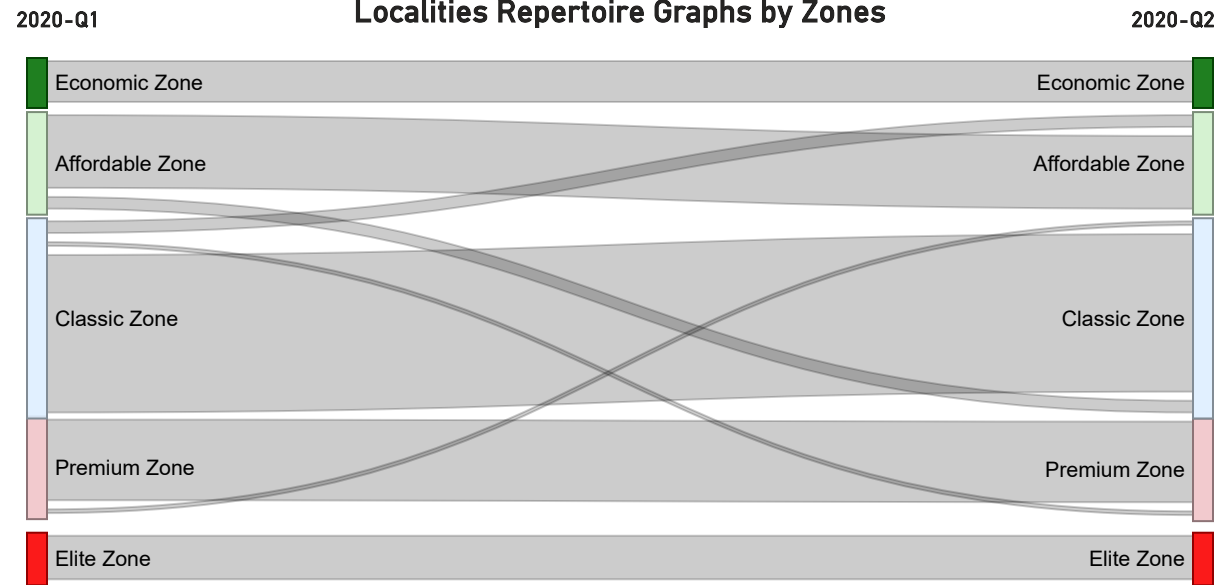 Localities Repertoire Graphs by Zones
2020-Q1
2020-Q2
Economic Zone
Economic Zone
Affordable Zone
Affordable Zone
Classic Zone
Classic Zone
Premium Zone
Premium Zone
Elite Zone
Elite Zone